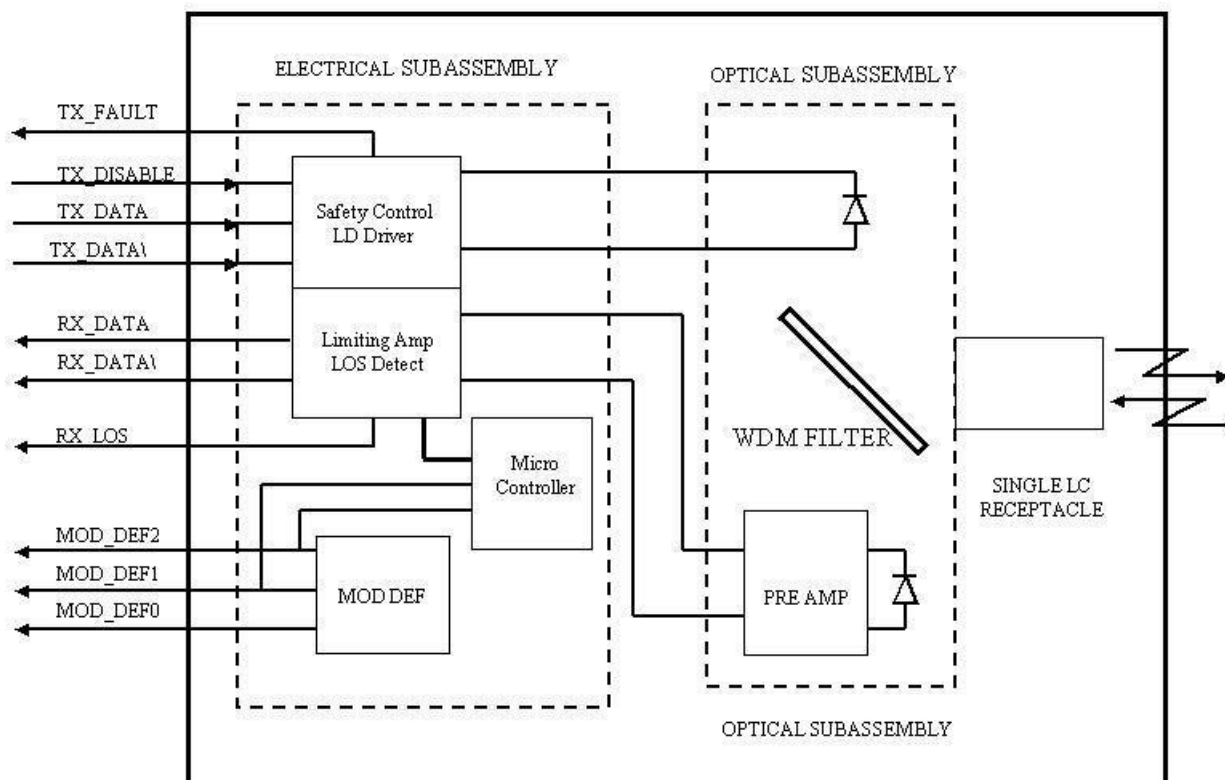 ELECTRICAL SUBASSEMBLY
OPTICAL SUBASSEMBLY
TX_FAULT
TX_DISABLE
TX_DATA
TX_DATA\
Safety Control
LD Driver
RX_DATA
RX_DATA\
Limiting Amp
LOS Detect
RX_LOS
WDM FILTER
Micro
Controller
SINGLE LC
RECEPTACLE
MOD_DEF2
MOD_DEF1
MOD_DEF0
MOD DEF
PRE AMP
OPTICAL SUBASSEMBLY